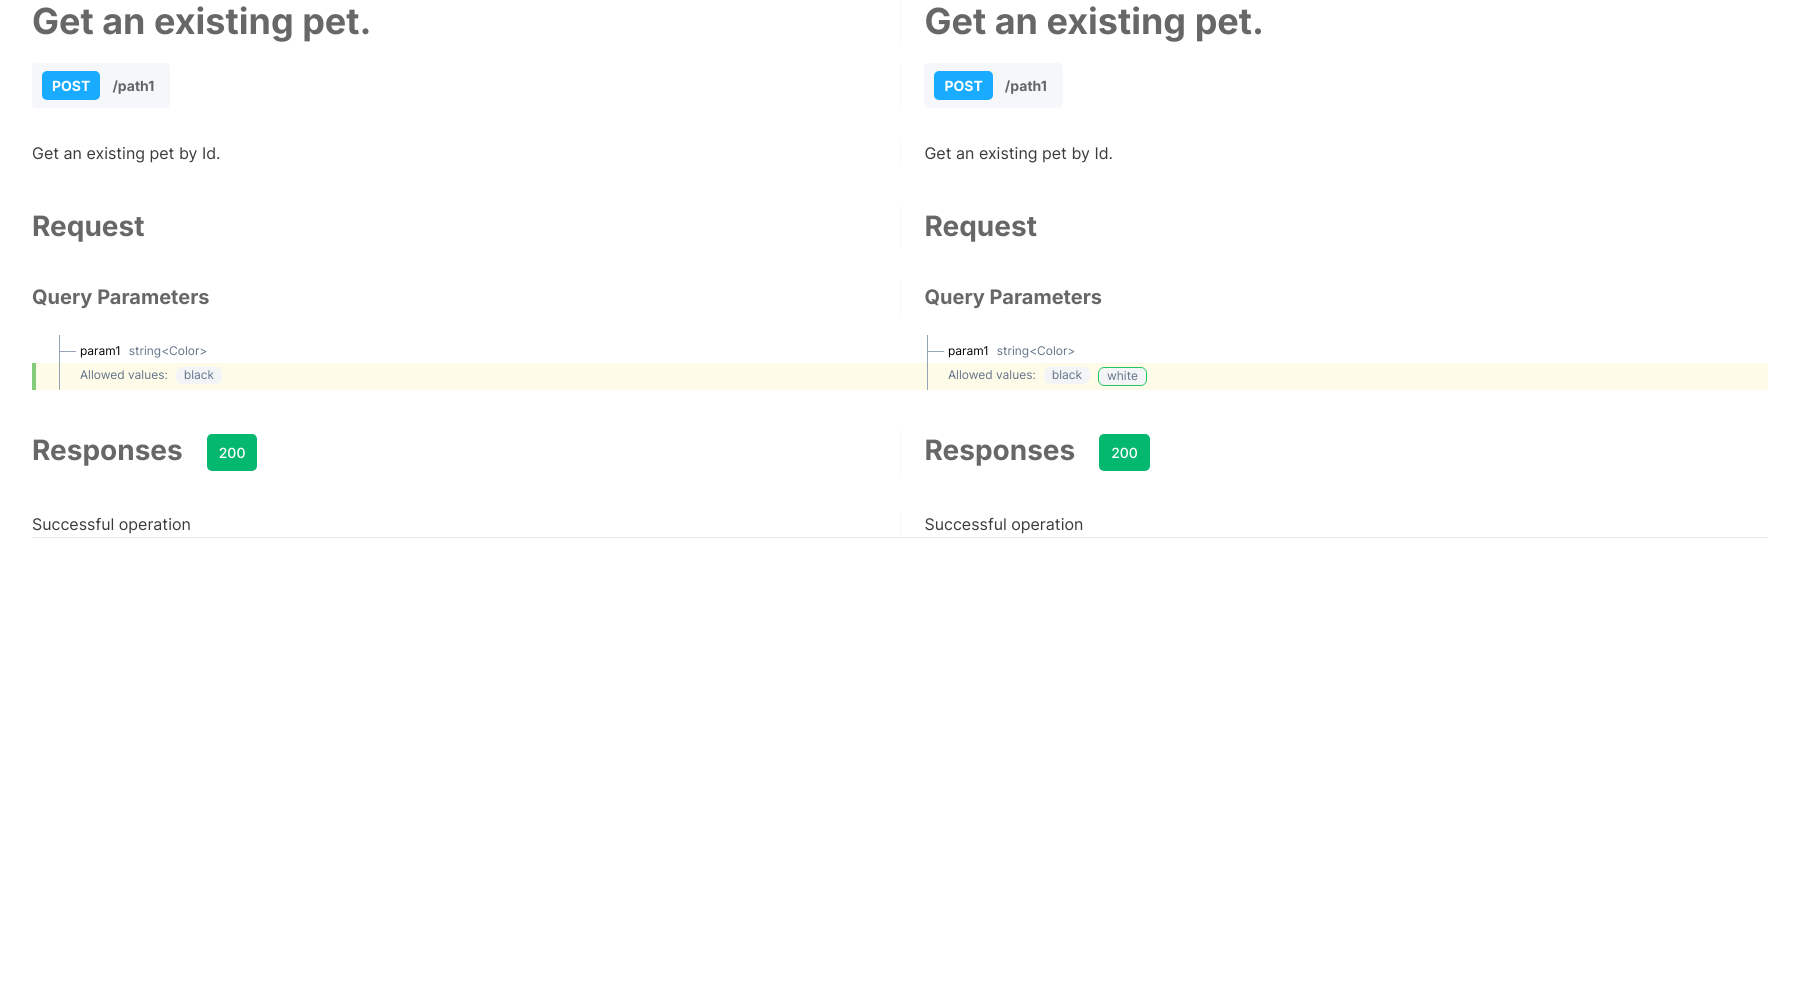 Get an existing pet.
POST /path1
Get an existing pet by Id.
Request
Query Parameters
param1 string<Color>
Allowed values: black
Responses 200
Successful operation
Get an existing pet.
POST /path1
Get an existing pet by Id.
Request
Query Parameters
param1 string<Color>
Allowed values: black white
Responses 200
Successful operation